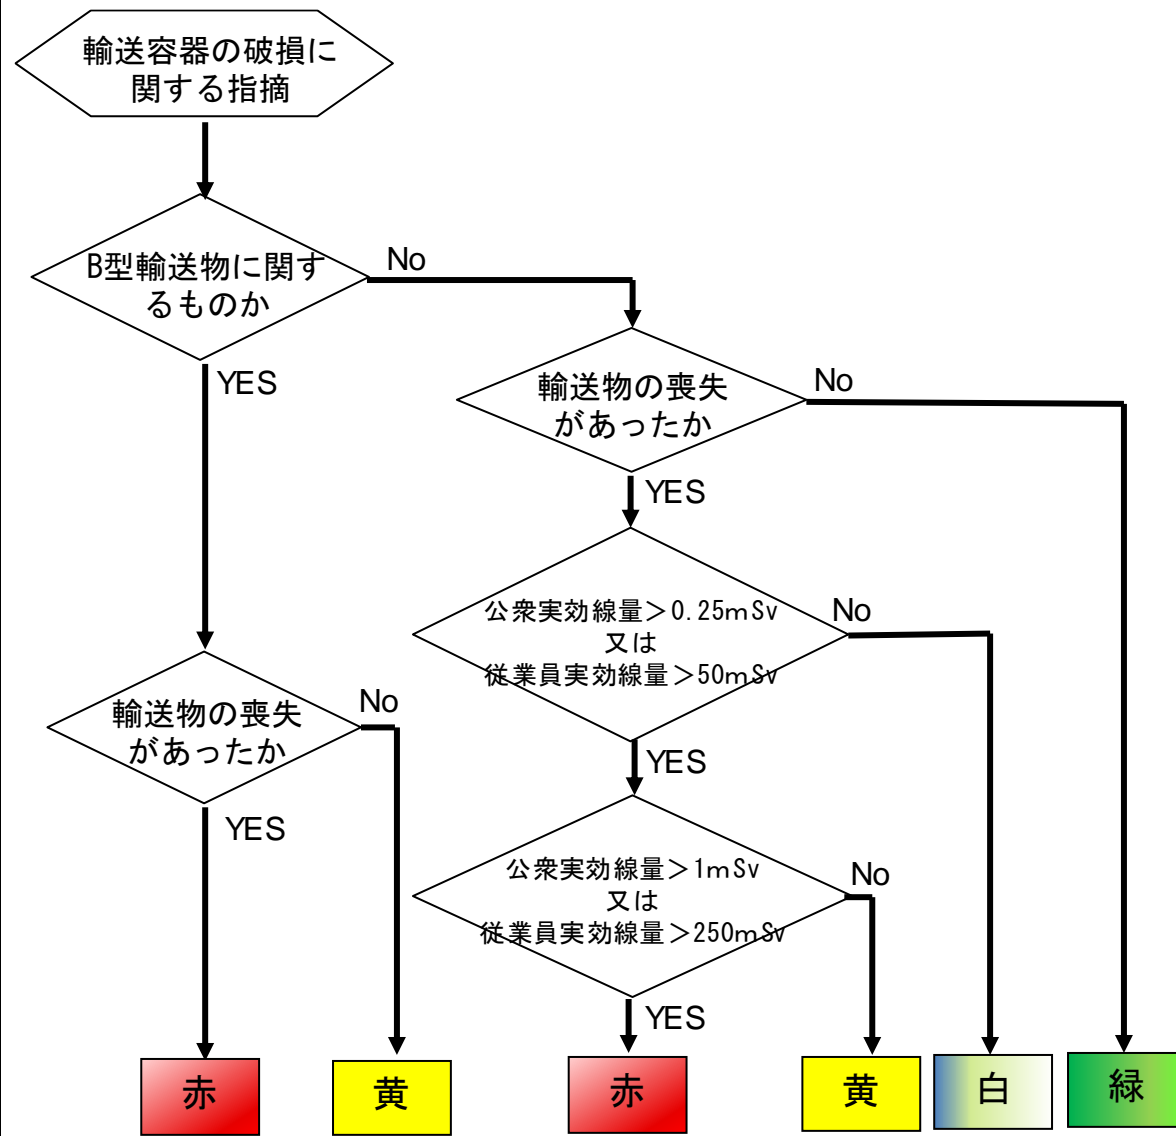 輸送容器の破損に
関する指摘
B型輸送物に関す
るものか
No
YES
輸送物の喪失
があったか
No
YES
公衆実効線量＞0.25mSv
又は
従業員実効線量＞50mSv
No
YES
輸送物の喪失
があったか
No
YES
公衆実効線量＞1mSv
又は
従業員実効線量＞250mSv
No
YES
赤
黄
赤
黄
白
緑